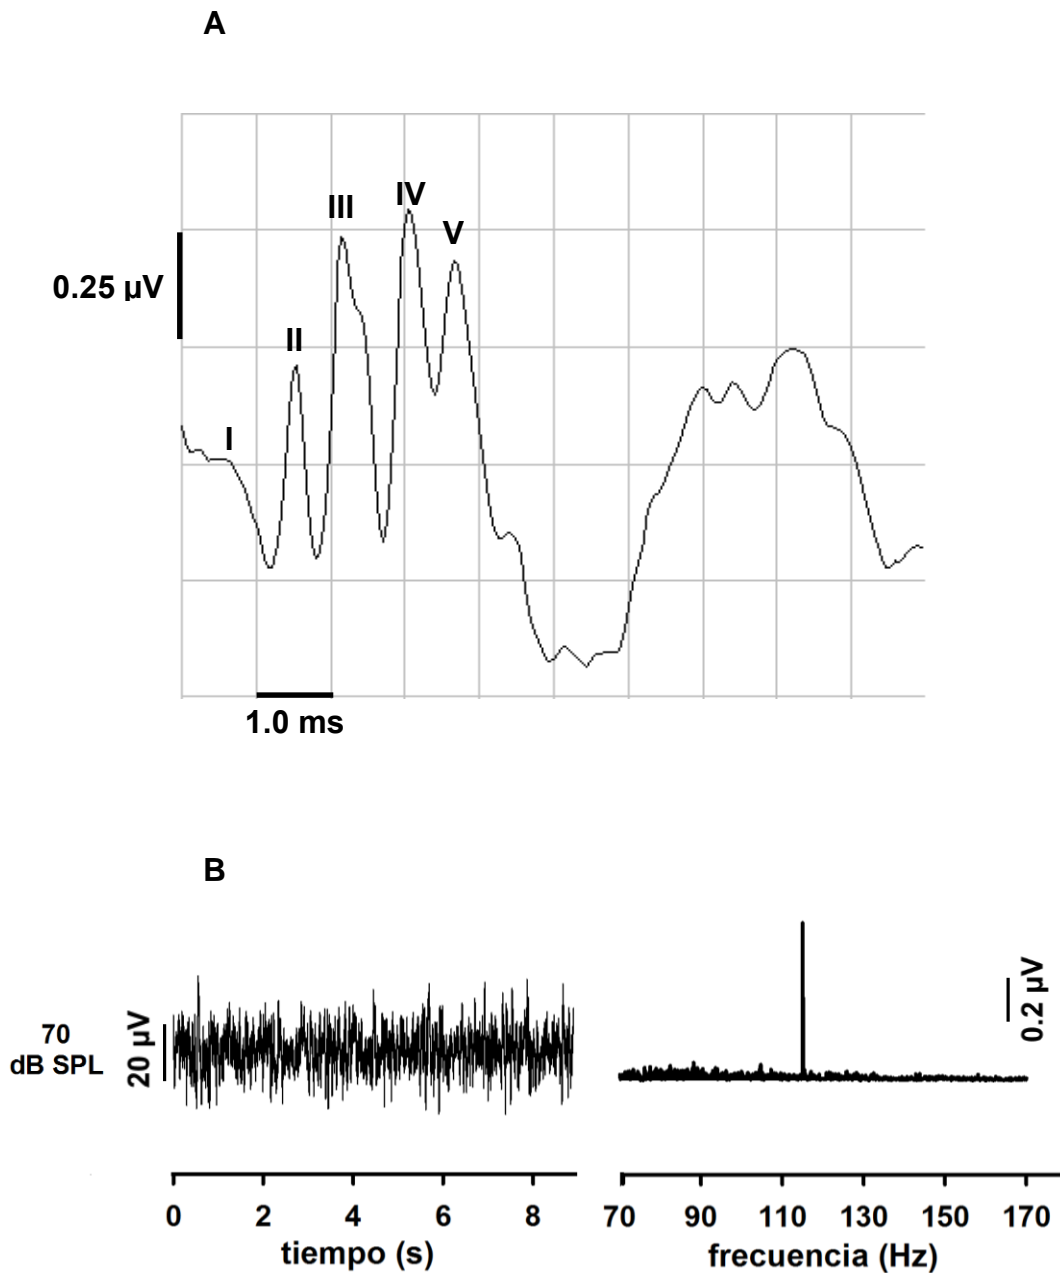 A
IV
III
V
0.25 µV
II
I
1.0 ms
B
70
dB SPL
20 µV
0.2 µV
0 2 4 6 8
tiempo (s)
70 90 110 130 150 170
frecuencia (Hz)